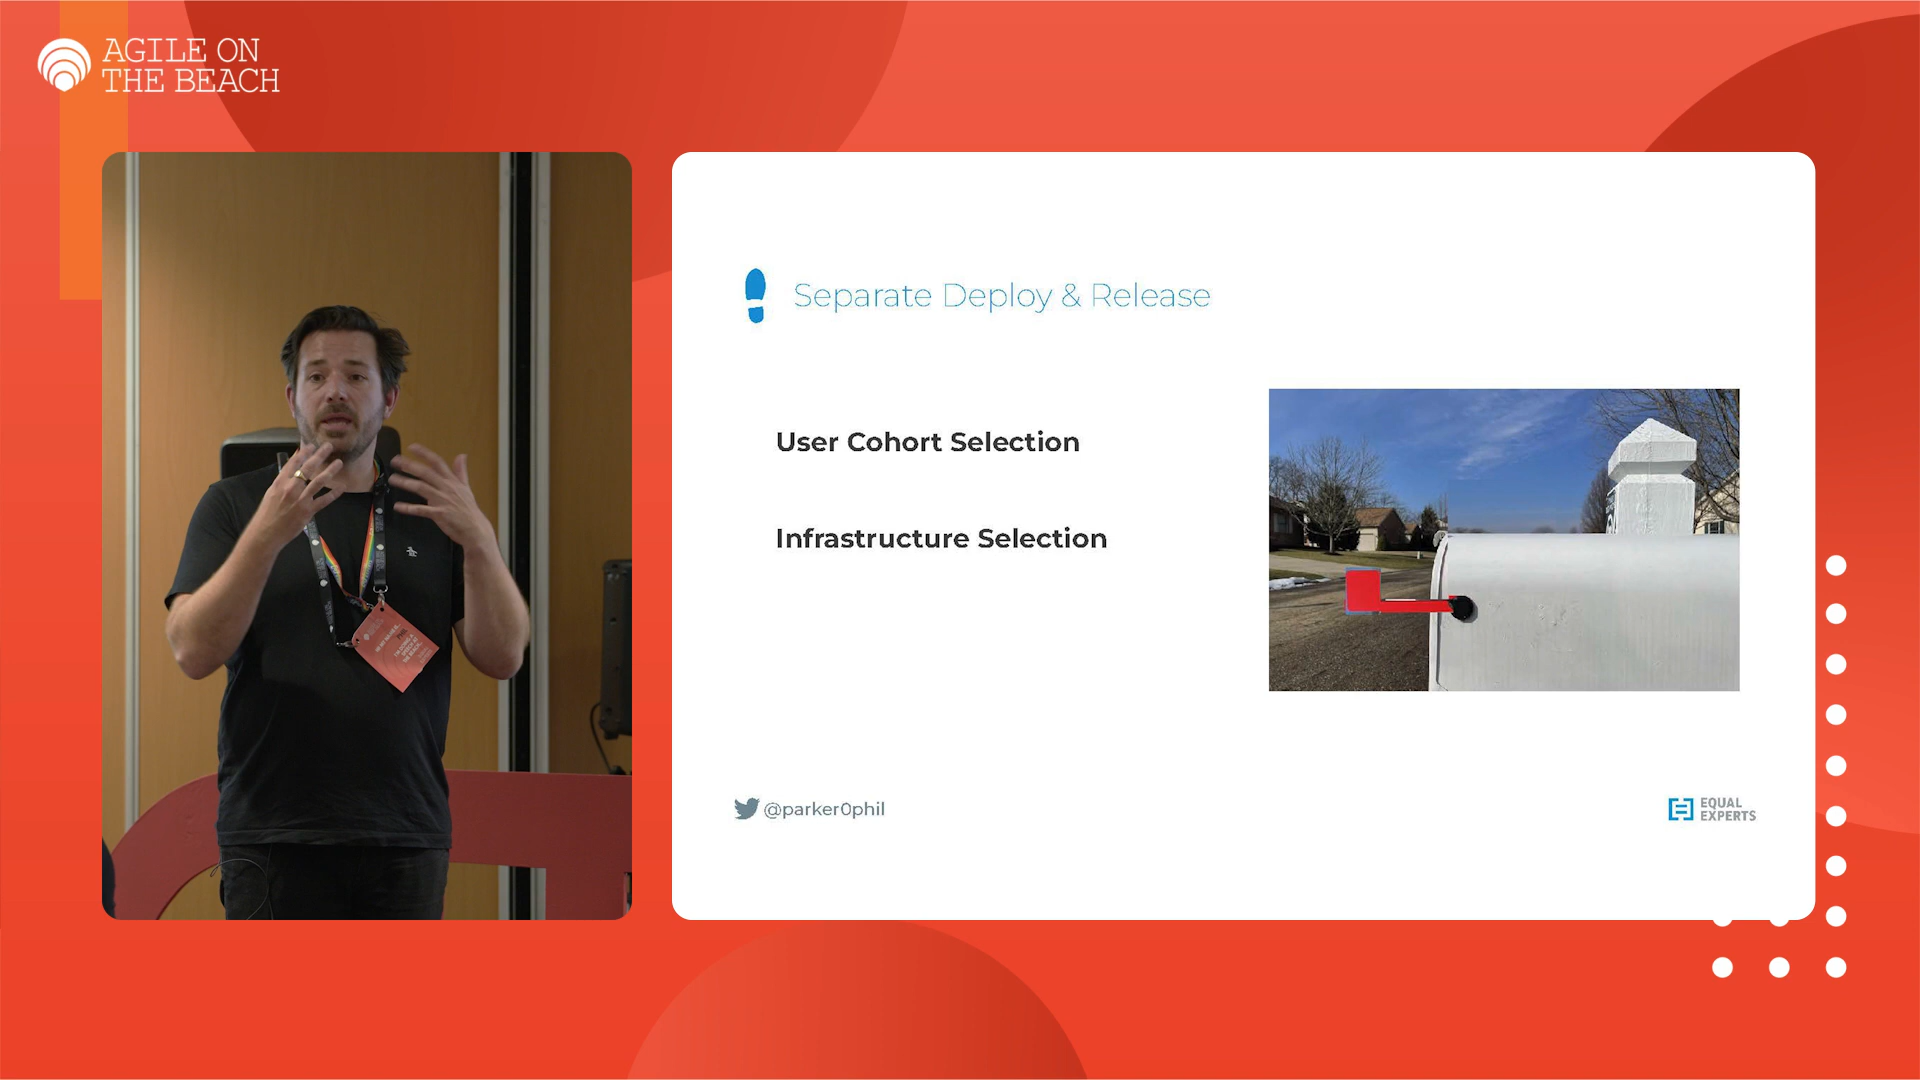 AGILE ON
THE BEACH
Separate Deploy & Release
User Cohort Selection
Infrastructure Selection
@parker0phil
EQUAL
EXPERTS